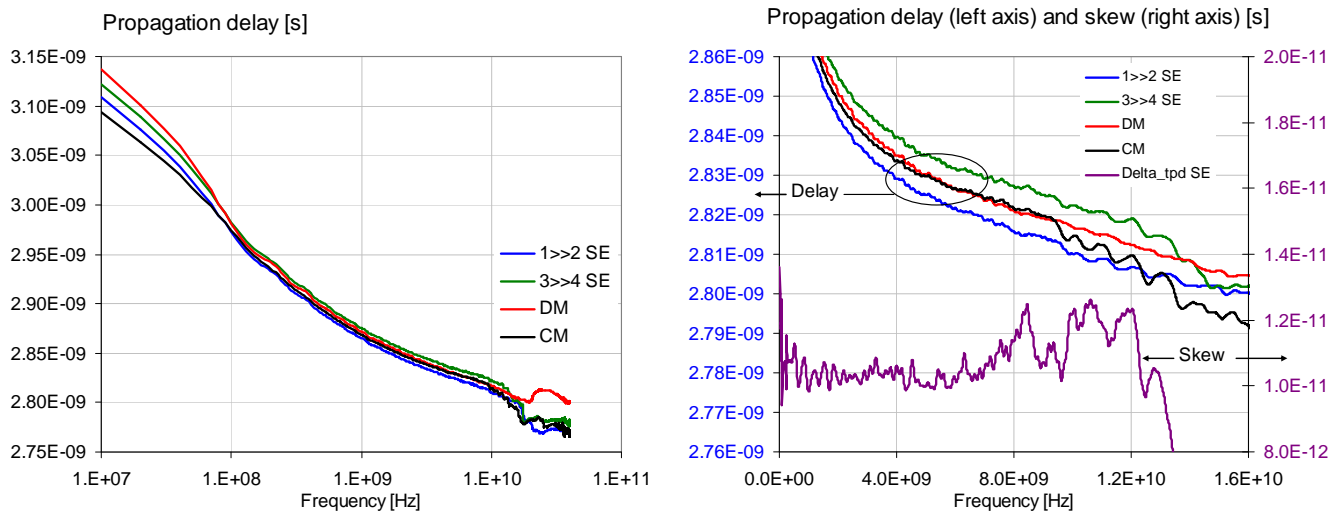 Propagation delay [s]
3.15E-09
3.10E-09
3.05E-09
3.00E-09
2.95E-09
2.90E-09
2.85E-09
2.80E-09
2.75E-09
1>>2 SE
3>>4 SE
DM
CM
1.E+07
1.E+08
1.E+09
1.E+10
1.E+11
Frequency [Hz]
Propagation delay (left axis) and skew (right axis) [s]
2.86E-09
2.85E-09
2.84E-09
2.83E-09
2.82E-09
2.81E-09
2.80E-09
2.79E-09
2.78E-09
2.77E-09
2.76E-09
1>>2 SE
3>>4 SE
DM
CM
Delta_tpd SE
Delay
Skew
2.0E-11
1.8E-11
1.6E-11
1.4E-11
1.2E-11
1.0E-11
8.0E-12
0.0E+00
4.0E+09
8.0E+09
1.2E+10
1.6E+10
Frequency [Hz]